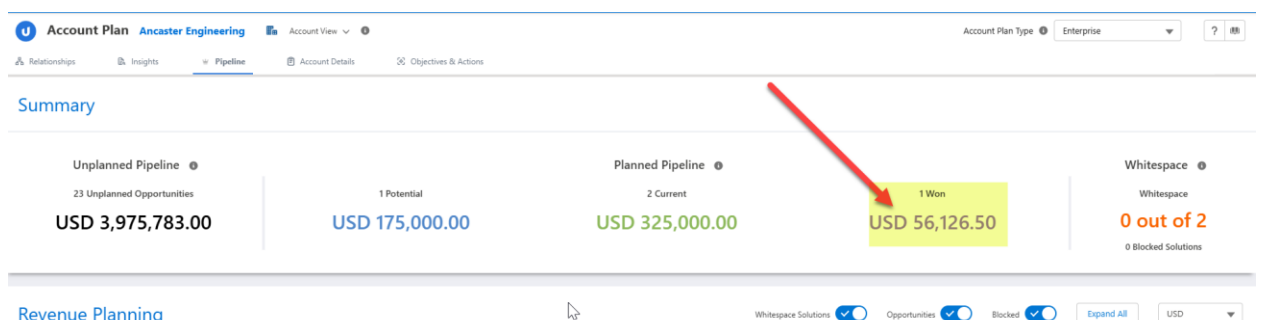 Account Plan Ancaster Engineering Account View Account Plan Type Enterprise ?
Relationships Insights Pipeline Account Details Objectives & Actions
Summary
Unplanned Pipeline Planned Pipeline Whitespace
23 Unplanned Opportunities 1 Potential 2 Current 1 Won Whitespace
USD 3,975,783.00 USD 175,000.00 USD 325,000.00 USD 56,126.50 0 out of 2
0 Blocked Solutions
Revenue Planning Whitespace Solutions Opportunities Blocked Expand All USD